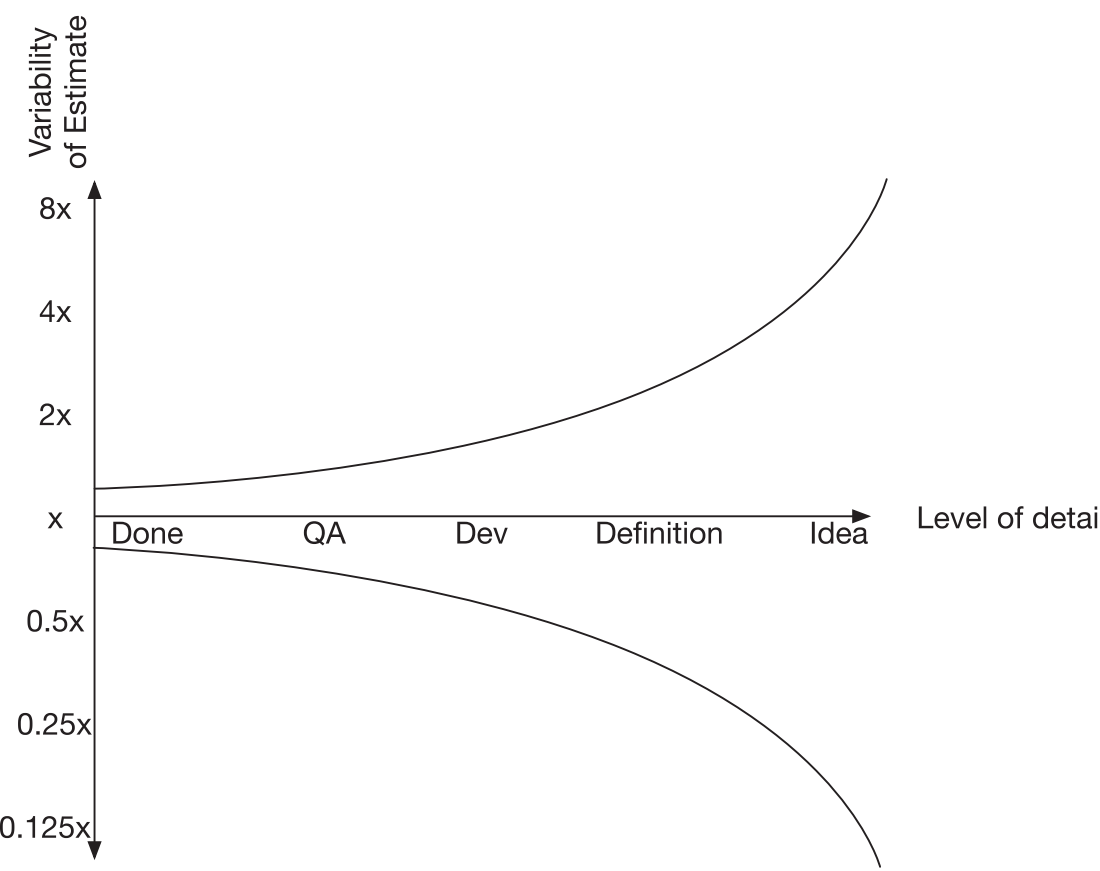 Variability
of Estimate
8x
4x
2x
x
Done QA Dev Definition Idea
Level of detai
0.5x
0.25x
0.125x